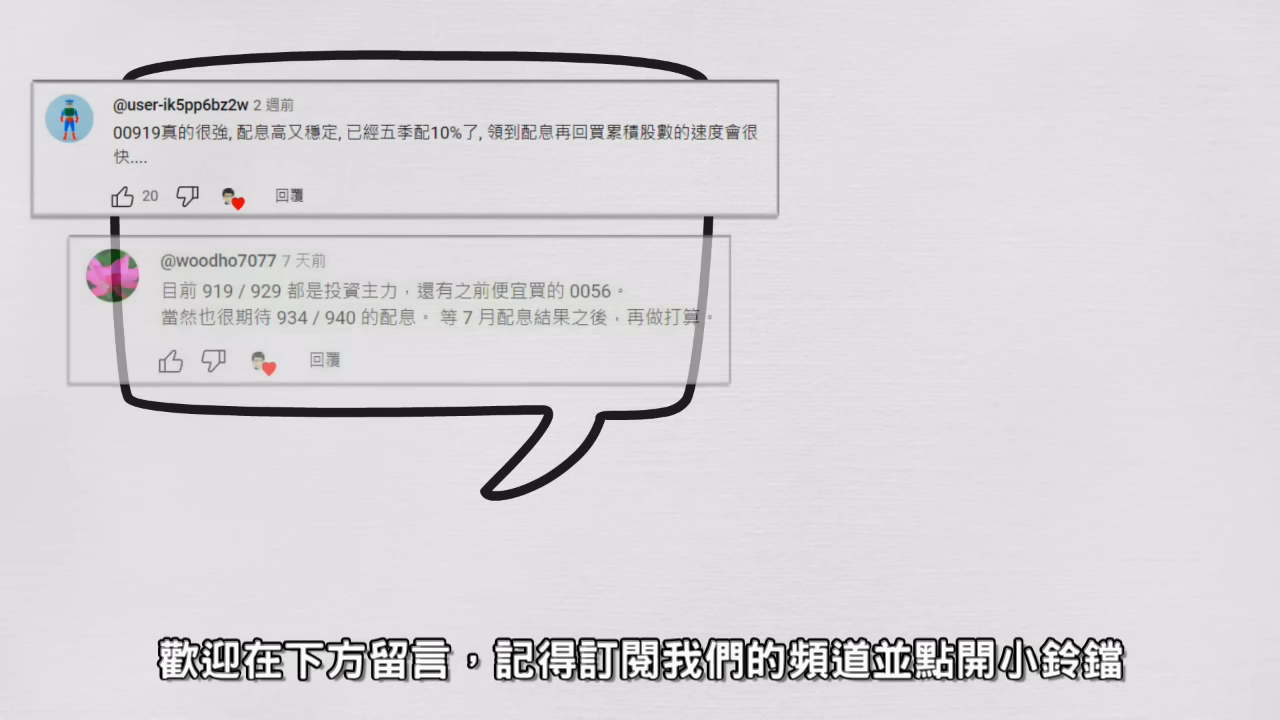 @user-ik5pp6bz2w 2 週前
00919真的很強, 配息高又穩定, 已經五季配10%了, 領到配息再回買累積股數的速度會很
快....
20
回覆
@woodho7077 7 天前
目前 919 / 929 都是投資主力，還有之前便宜買的 0056。
當然也很期待 934 / 940 的配息。 等 7 月配息結果之後，再做打算。
回覆
歡迎在下方留言，記得訂閱我們的頻道並點開小鈴鐺